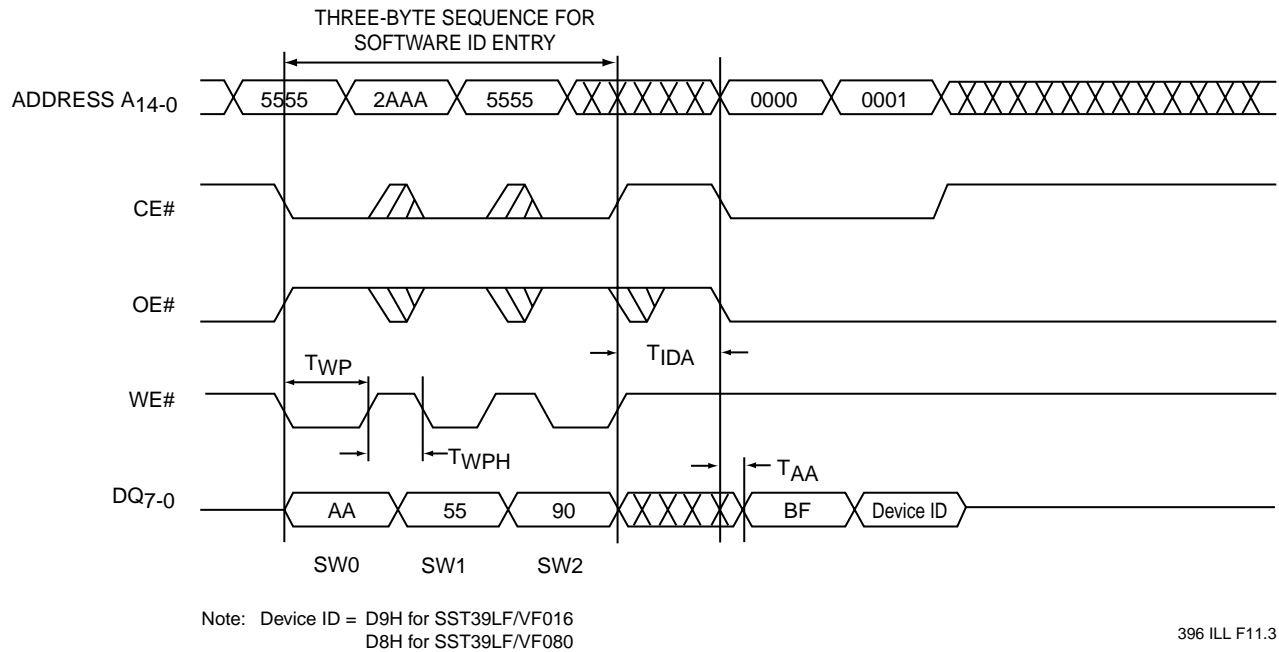 THREE-BYTE SEQUENCE FOR
SOFTWARE ID ENTRY
ADDRESS A14-0
5555
2AAA
5555
0000
0001
CE#
OE#
TWP
TIDA
WE#
TWPH
TAA
DQ7-0
AA
55
90
BF
Device ID
SW0
SW1
SW2
Note: Device ID = D9H for SST39LF/VF016
D8H for SST39LF/VF080
396 ILL F11.3